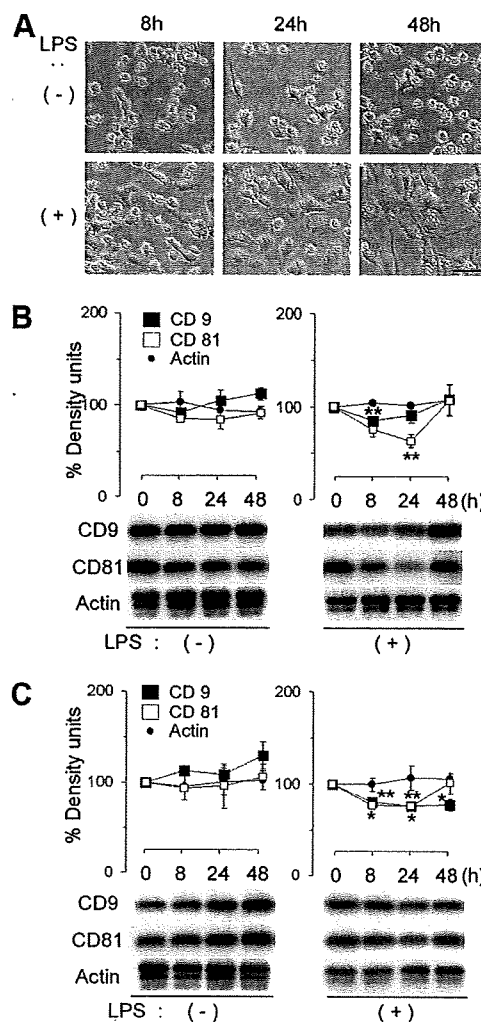 A
8h 24h 48h
LPS
:
(-)
(+)
B
% Density units
200
100
0
CD 9
CD 81
Actin
0 8 24 48
200
100
0
**
**
0 8 24 48 (h)
CD9
CD81
Actin
LPS : (-) (+)
C
% Density units
200
100
0
CD 9
CD 81
Actin
0 8 24 48
200
100
0
** ** *
* *
0 8 24 48 (h)
CD9
CD81
Actin
LPS : (-) (+)